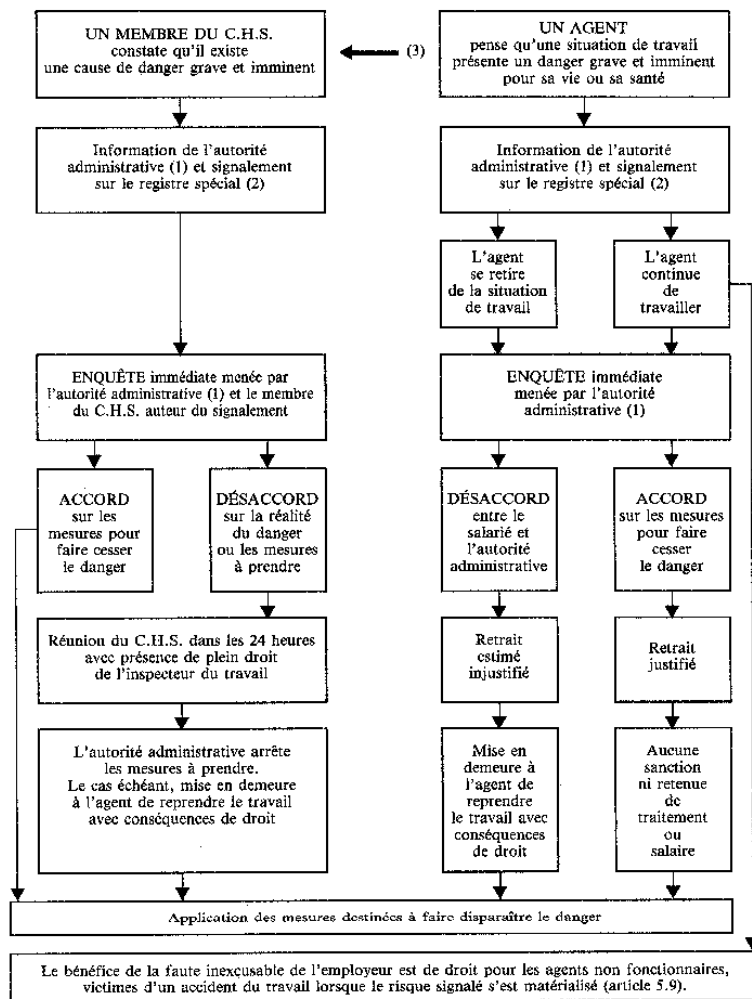 UN MEMBRE DU C.H.S.
constate qu'il existe
une cause de danger grave et imminent
(3)
UN AGENT
pense qu'une situation de travail
présente un danger grave et imminent
pour sa vie ou sa santé
Information de l'autorité
administrative (1) et signalement
sur le registre spécial (2)
Information de l'autorité
administrative (1) et signalement
sur le registre spécial (2)
L'agent
se retire
de la situation
de travail
L'agent
continue
de
travailler
ENQUÊTE immédiate menée par
l'autorité administrative (1) et le membre
du C.H.S. auteur du signalement
ENQUÊTE immédiate
menée par l'autorité
administrative (1)
ACCORD
sur les
mesures pour
faire cesser
le danger
DÉSACCORD
sur la réalité
du danger
ou les mesures
à prendre
DÉSACCORD
entre le
salarié et
l'autorité
administrative
ACCORD
sur les mesures
pour faire
cesser
le danger
Réunion du C.H.S. dans les 24 heures
avec présence de plein droit
de l'inspecteur du travail
Retrait
estimé
injustifié
Retrait
justifié
L'autorité administrative arrête
les mesures à prendre.
Le cas échéant, mise en demeure
à l'agent de reprendre le travail
avec conséquences de droit
Mise en
demeure à
l'agent de
reprendre
le travail avec
conséquences
de droit
Aucune
sanction
ni retenue
de
traitement
ou
salaire
Application des mesures destinées à faire disparaître le danger
Le bénéfice de la faute inexcusable de l'employeur est de droit pour les agents non fonctionnaires,
victimes d'un accident du travail lorsque le risque signalé s'est matérialisé (article 5.9).